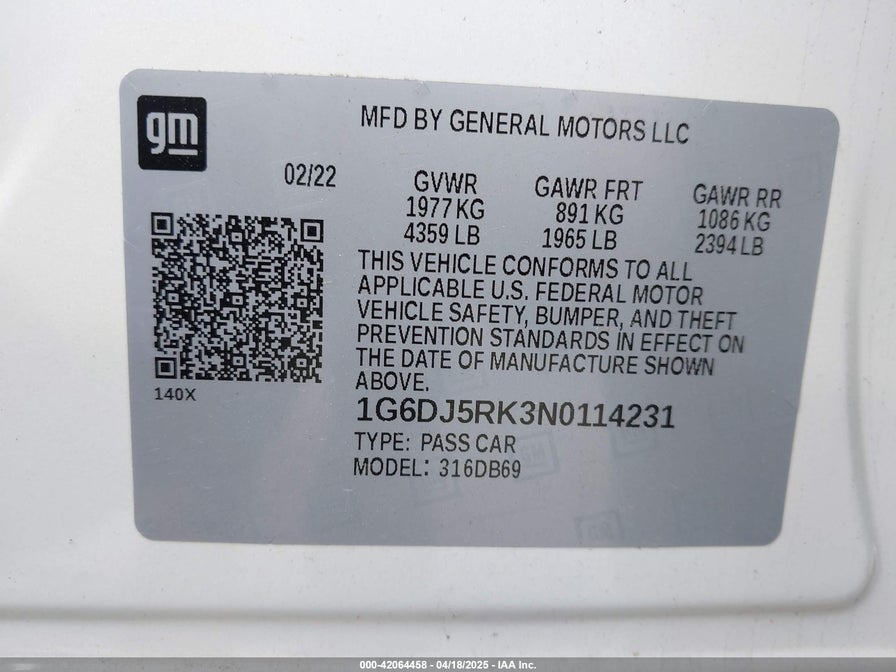 gm
MFD BY GENERAL MOTORS LLC
02/22
GVWR
1977 KG
4359 LB
GAWR FRT
891 KG
1965 LB
GAWR RR
1086 KG
2394 LB
THIS VEHICLE CONFORMS TO ALL
APPLICABLE U.S. FEDERAL MOTOR
VEHICLE SAFETY, BUMPER, AND THEFT
PREVENTION STANDARDS IN EFFECT ON
THE DATE OF MANUFACTURE SHOWN
ABOVE.
140X
1G6DJ5RK3N0114231
TYPE: PASS CAR
MODEL: 316DB69
000-42064458 - 04/18/2025 - IAA Inc.